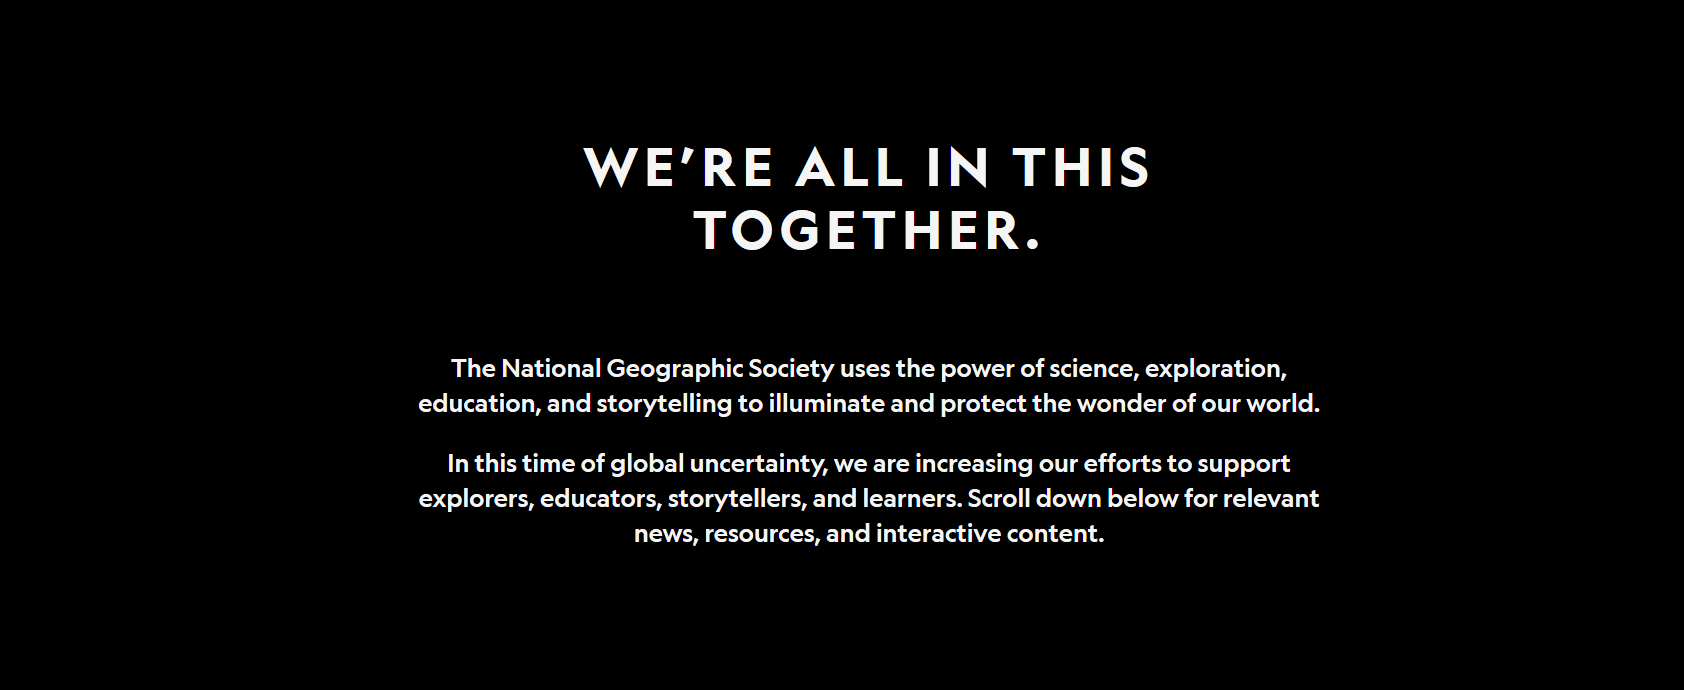 WE’RE ALL IN THIS
TOGETHER.
The National Geographic Society uses the power of science, exploration,
education, and storytelling to illuminate and protect the wonder of our world.
In this time of global uncertainty, we are increasing our efforts to support
explorers, educators, storytellers, and learners. Scroll down below for relevant
news, resources, and interactive content.